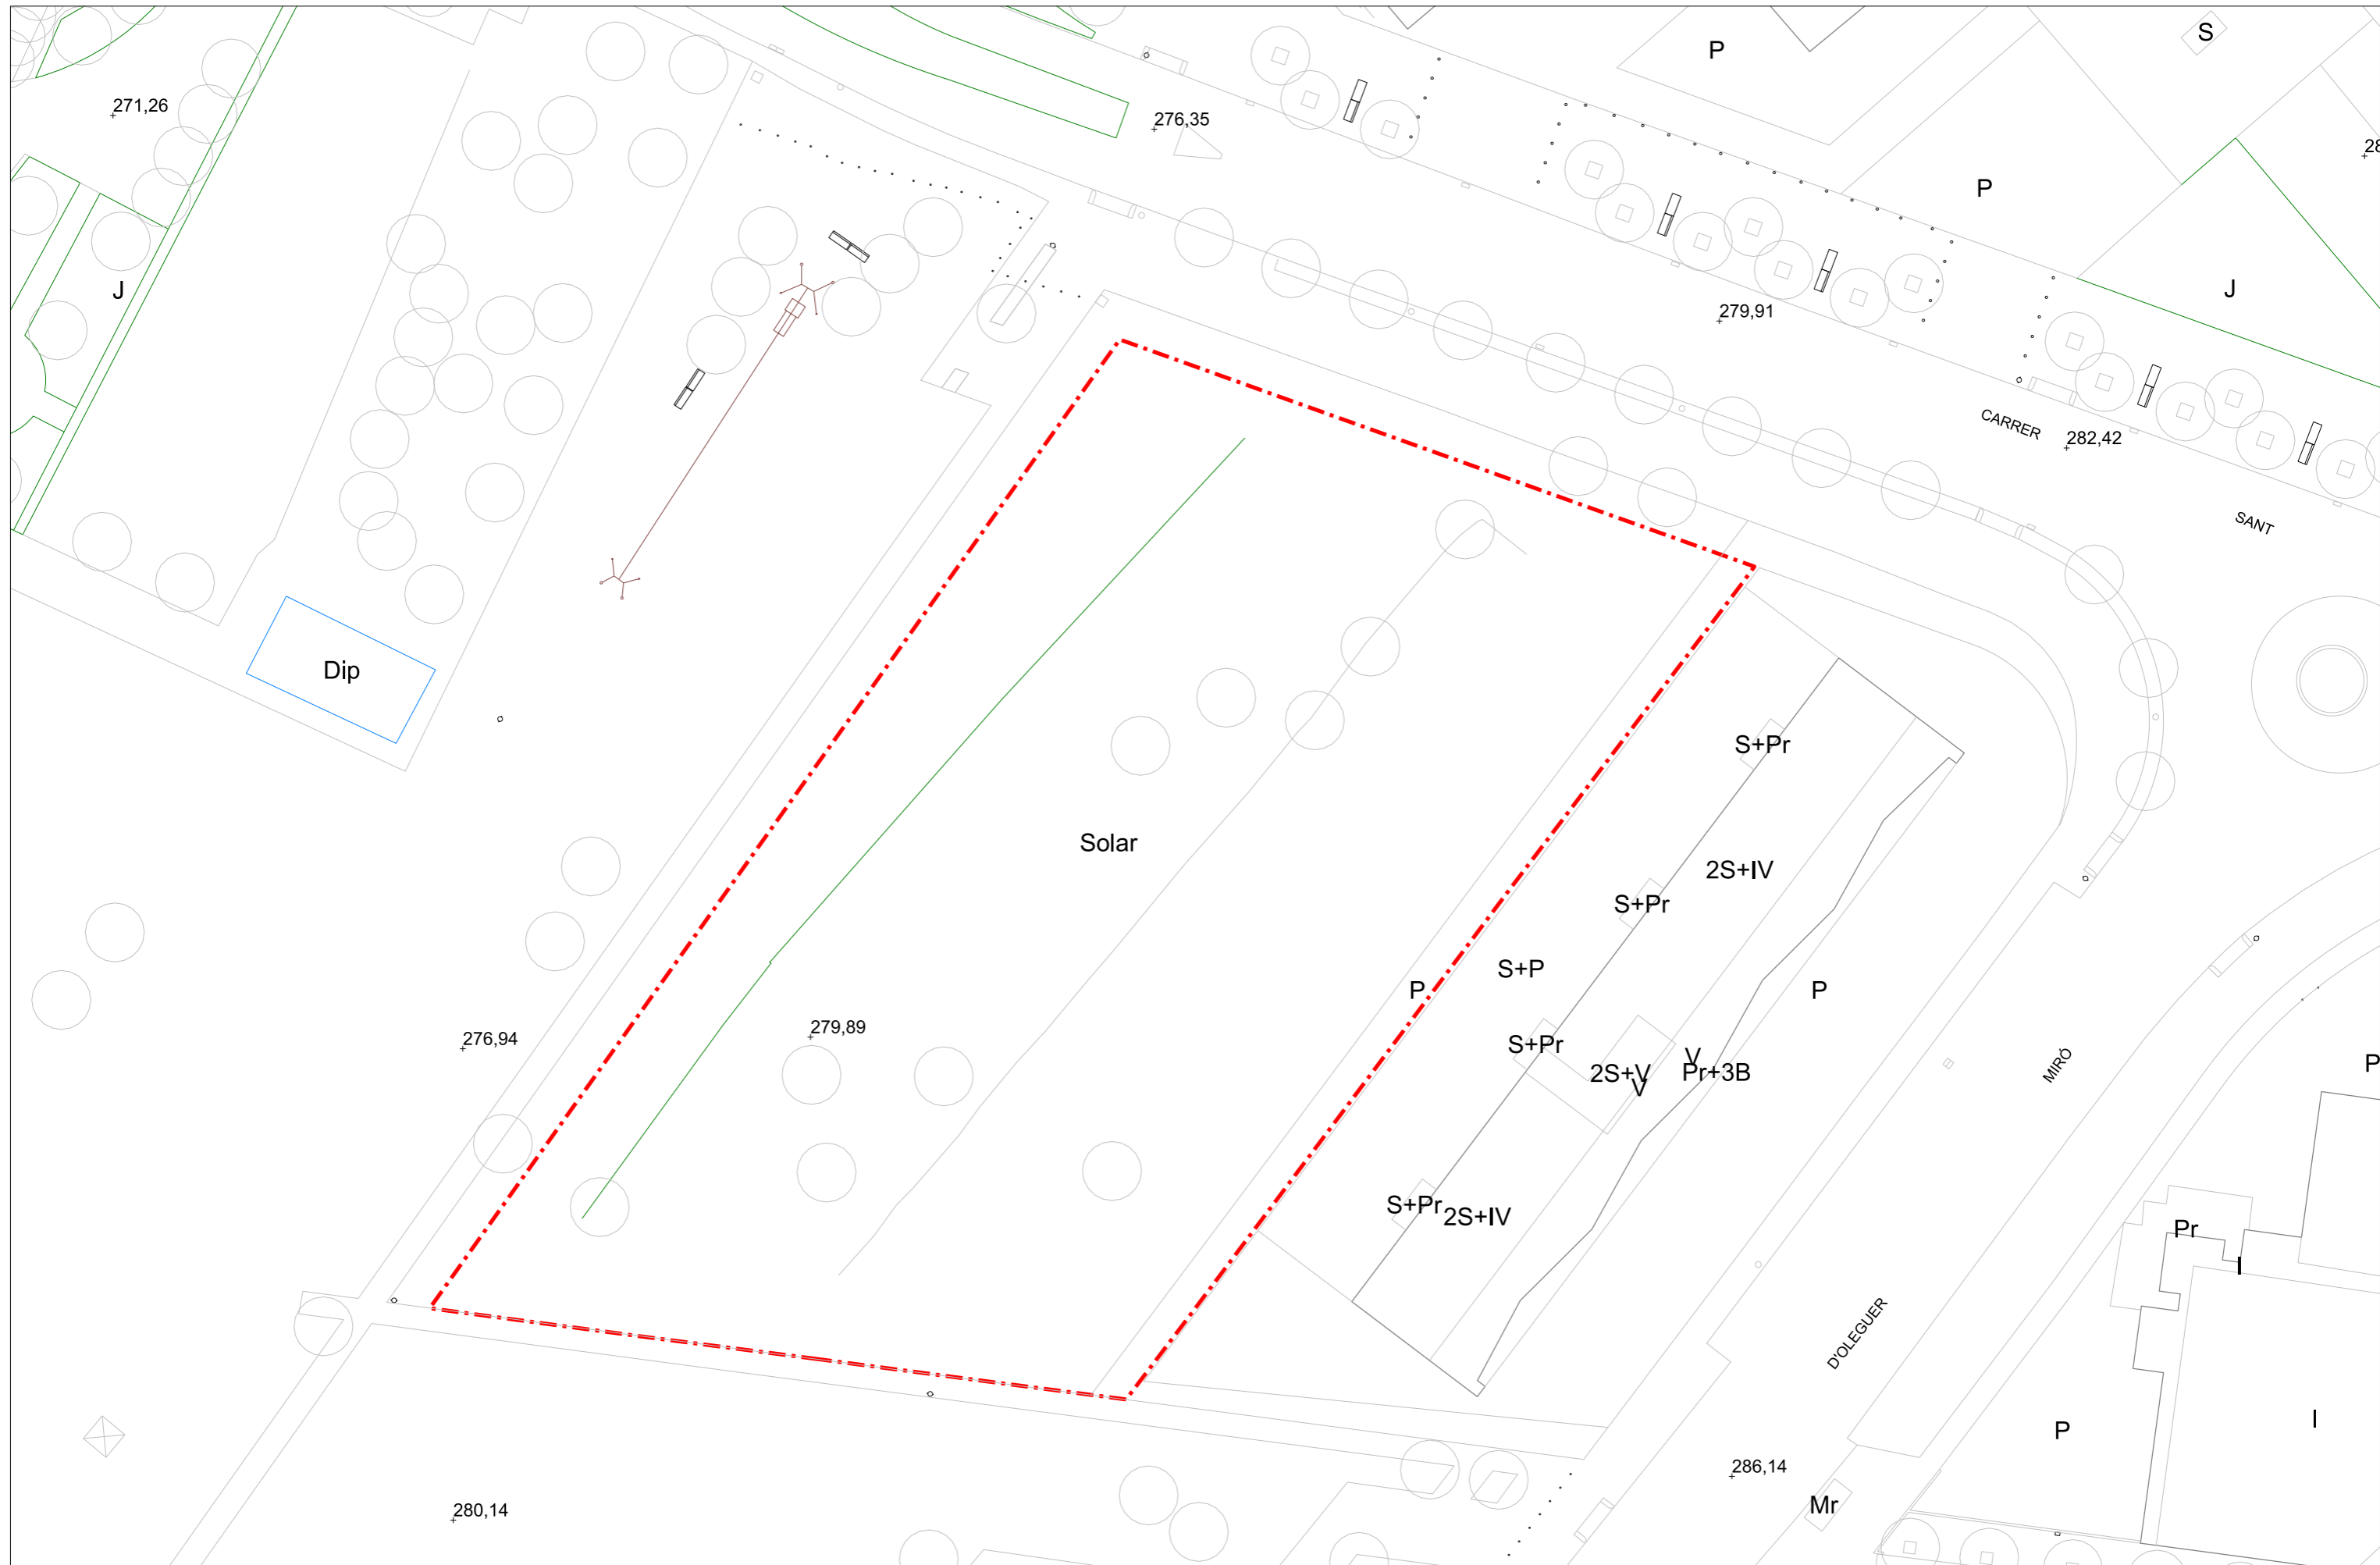 S
P
271,26
276,35
28
P
J
J
279,91
CARRER
282,42
SANT
Dip
S+Pr
Solar
2S+IV
S+Pr
S+P
P
P
279,89
276,94
S+Pr
V
2S+V
Pr+3B
V
MIRÓ
P
S+Pr
2S+IV
Pr
I
D'OLEGUER
I
P
286,14
Mr
280,14